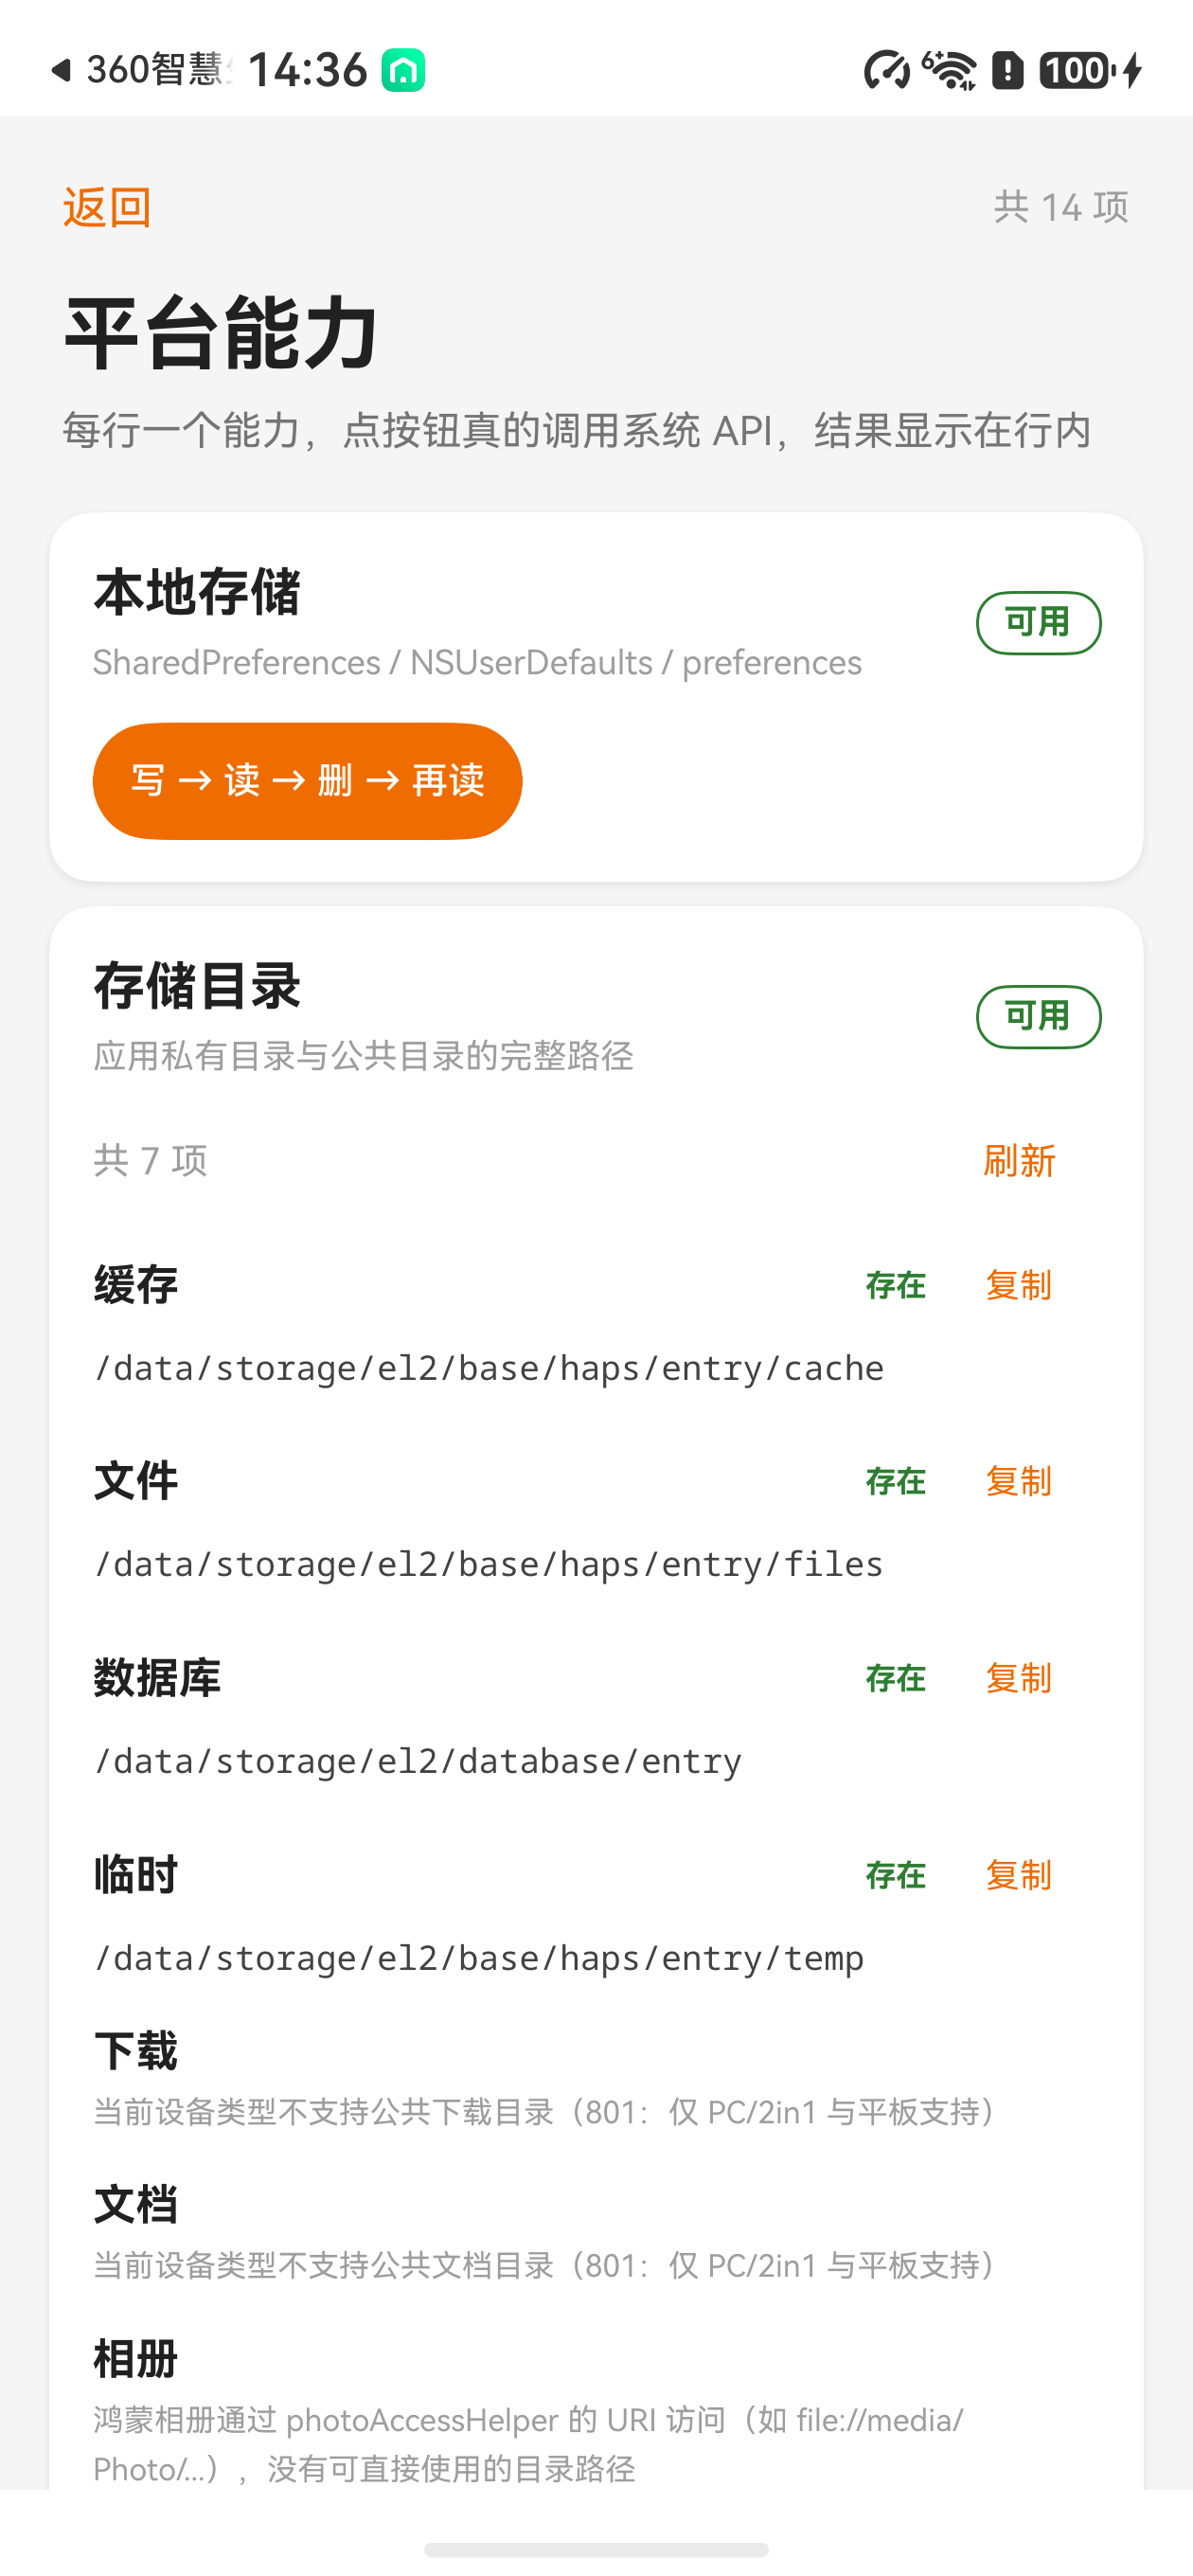 360智慧
14:36
6+
100
返回
共 14 项
平台能力
每行一个能力，点按钮真的调用系统 API，结果显示在行内
本地存储
可用
SharedPreferences / NSUserDefaults / preferences
写 → 读 → 删 → 再读
存储目录
可用
应用私有目录与公共目录的完整路径
共 7 项
刷新
缓存
存在
复制
/data/storage/el2/base/haps/entry/cache
文件
存在
复制
/data/storage/el2/base/haps/entry/files
数据库
存在
复制
/data/storage/el2/database/entry
临时
存在
复制
/data/storage/el2/base/haps/entry/temp
下载
当前设备类型不支持公共下载目录（801：仅 PC/2in1 与平板支持）
文档
当前设备类型不支持公共文档目录（801：仅 PC/2in1 与平板支持）
相册
鸿蒙相册通过 photoAccessHelper 的 URI 访问（如 file://media/
Photo/...），没有可直接使用的目录路径